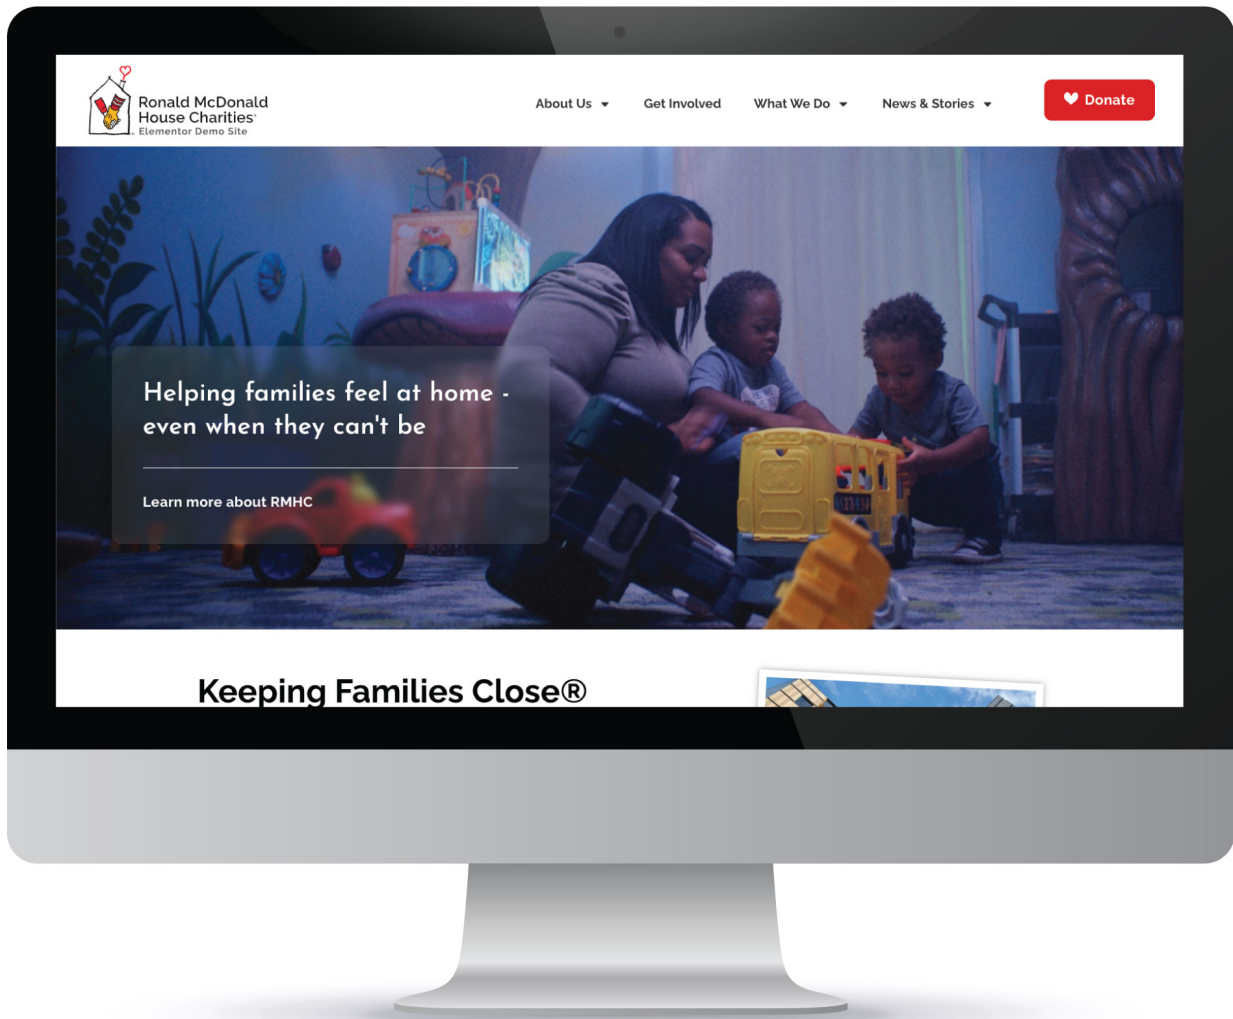 Ronald McDonald
House Charities®
Elementor Demo Site
About Us
Get Involved
What We Do
News & Stories
Donate
Helping families feel at home -
even when they can't be
Learn more about RMHC
Keeping Families Close®